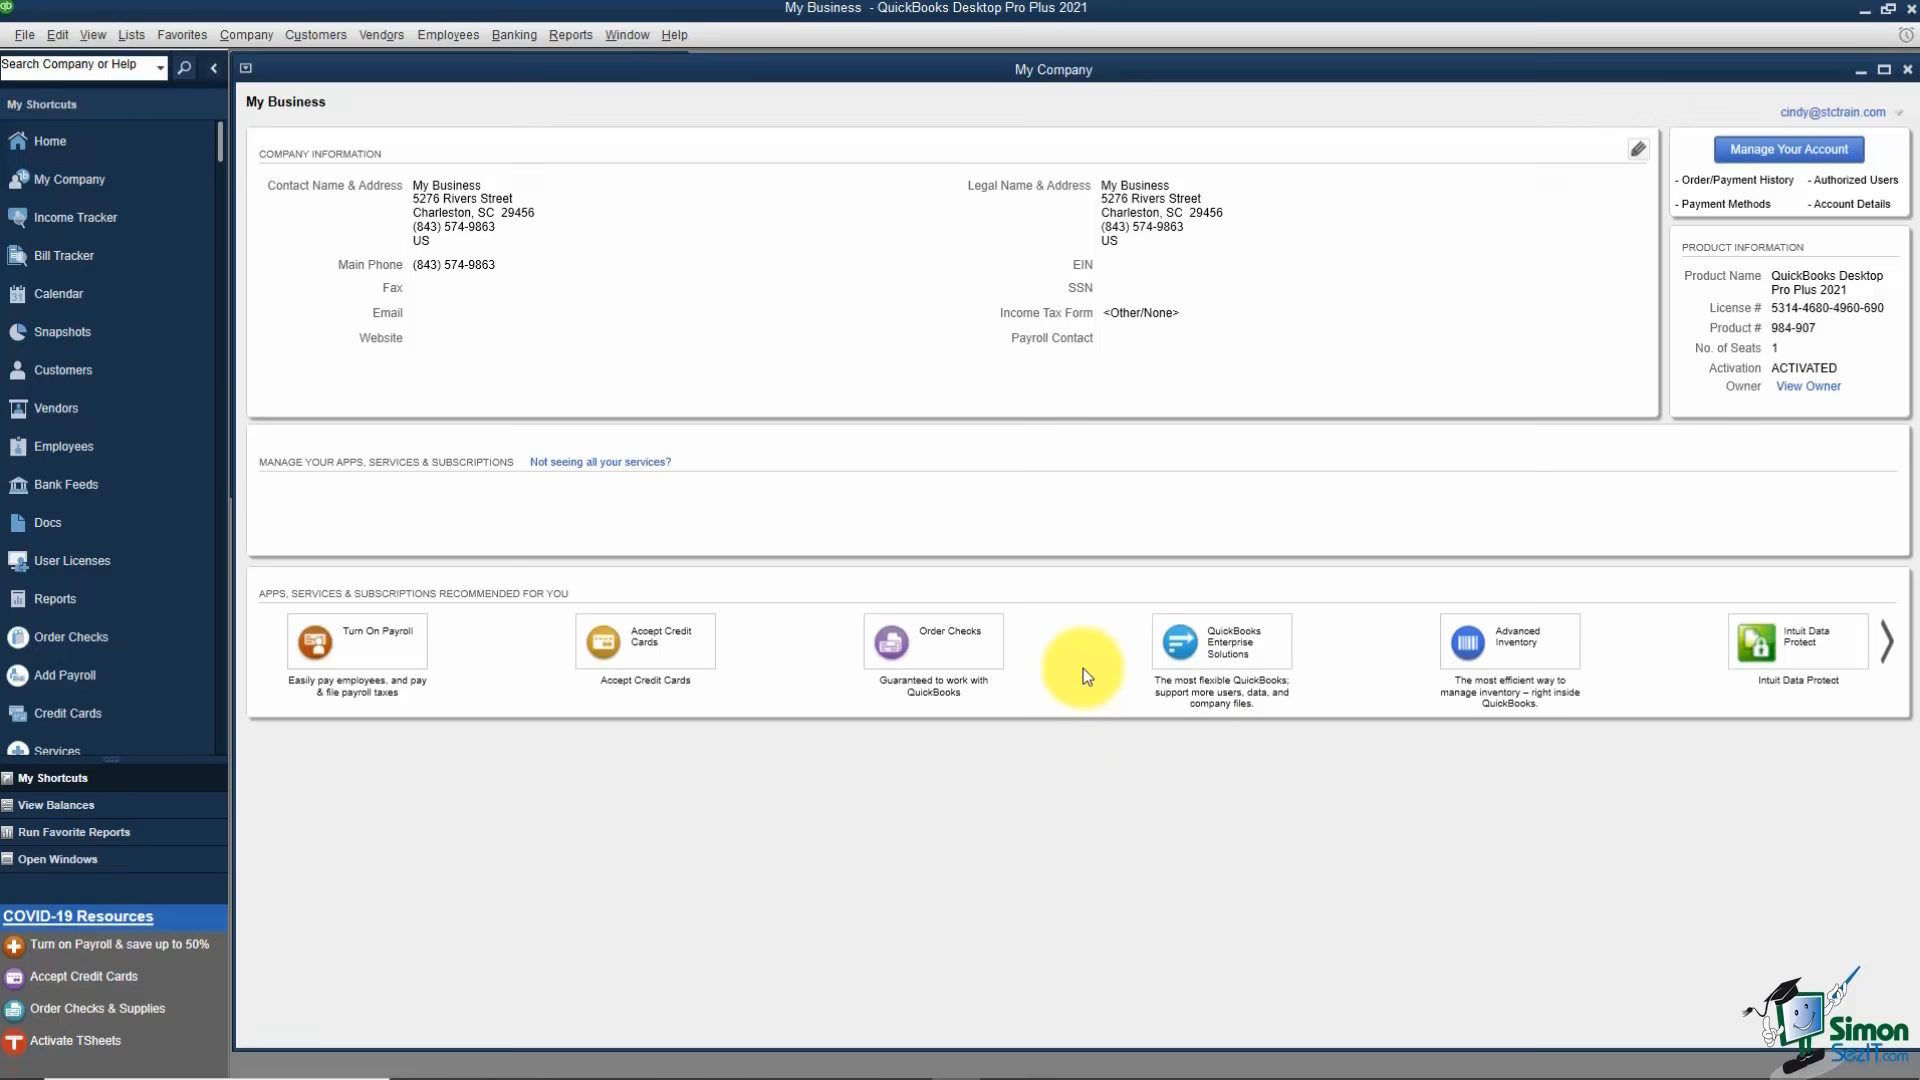 qb
My Business - QuickBooks Desktop Pro Plus 2021
File Edit View Lists Favorites Company Customers Vendors Employees Banking Reports Window Help
Search Company or Help
My Company
My Shortcuts
Home
My Company
Income Tracker
Bill Tracker
Calendar
Snapshots
Customers
Vendors
Employees
Bank Feeds
Docs
User Licenses
Reports
Order Checks
Add Payroll
Credit Cards
Services
My Shortcuts
View Balances
Run Favorite Reports
Open Windows
COVID-19 Resources
Turn on Payroll & save up to 50%
Accept Credit Cards
Order Checks & Supplies
Activate TSheets
My Business
cindy@stctrain.com
COMPANY INFORMATION
Contact Name & Address My Business
5276 Rivers Street
Charleston, SC 29456
(843) 574-9863
US
Main Phone (843) 574-9863
Fax
Email
Website
Legal Name & Address My Business
5276 Rivers Street
Charleston, SC 29456
(843) 574-9863
US
EIN
SSN
Income Tax Form <Other/None>
Payroll Contact
Manage Your Account
- Order/Payment History - Authorized Users
- Payment Methods - Account Details
PRODUCT INFORMATION
Product Name QuickBooks Desktop
Pro Plus 2021
License # 5314-4680-4960-690
Product # 984-907
No. of Seats 1
Activation ACTIVATED
Owner View Owner
MANAGE YOUR APPS, SERVICES & SUBSCRIPTIONS Not seeing all your services?
APPS, SERVICES & SUBSCRIPTIONS RECOMMENDED FOR YOU
Turn On Payroll
Easily pay employees, and pay
& file payroll taxes
Accept Credit
Cards
Accept Credit Cards
Order Checks
Guaranteed to work with
QuickBooks
QuickBooks
Enterprise
Solutions
The most flexible QuickBooks;
support more users, data, and
company files.
Advanced
Inventory
The most efficient way to
manage inventory – right inside
QuickBooks.
Intuit Data
Protect
Intuit Data Protect
Simon
SezIT.com